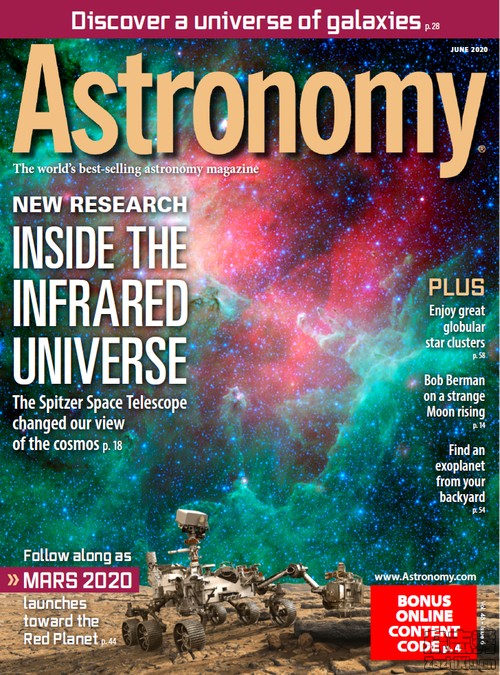 Discover a universe of galaxies p.28
JUNE 2020
Astronomy®
The world's best-selling astronomy magazine
NEW RESEARCH
INSIDE THE
INFRARED
UNIVERSE
The Spitzer Space Telescope
changed our view
of the cosmos p. 18
PLUS
Enjoy great
globular
star clusters
p. 58
Bob Berman
on a strange
Moon rising
p. 14
Find an
exoplanet
from your
backyard
p. 54
Follow along as
» MARS 2020
launches
toward the
Red Planet p. 44
www.Astronomy.com
BONUS
ONLINE
CONTENT
CODE p. 4